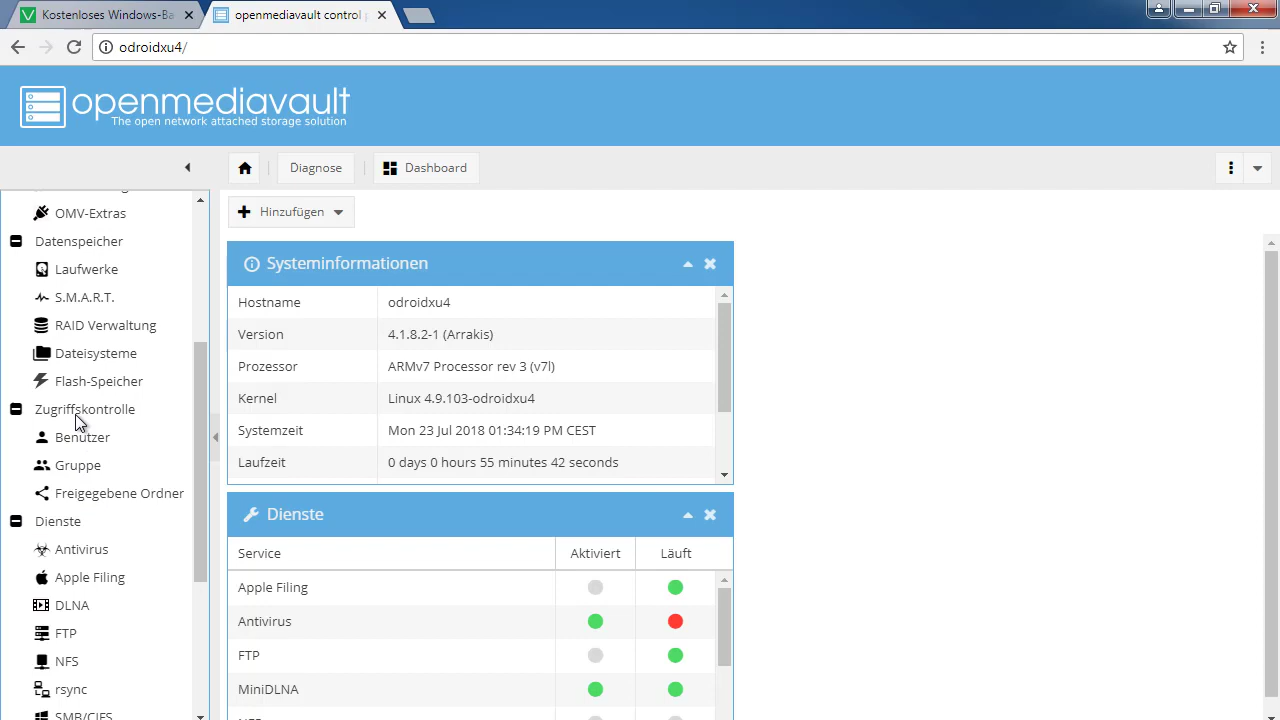 Kostenloses Windows-Ba
openmediavault control
odroidxu4/
openmediavault
The open network attached storage solution
Diagnose
Dashboard
OMV-Extras
Datenspeicher
Laufwerke
S.M.A.R.T.
RAID Verwaltung
Dateisysteme
Flash-Speicher
Zugriffskontrolle
Benutzer
Gruppe
Freigegebene Ordner
Dienste
Antivirus
Apple Filing
DLNA
FTP
NFS
rsync
SMB/CIFS
Hinzufügen
Systeminformationen
Hostname odroidxu4
Version 4.1.8.2-1 (Arrakis)
Prozessor ARMv7 Processor rev 3 (v7l)
Kernel Linux 4.9.103-odroidxu4
Systemzeit Mon 23 Jul 2018 01:34:19 PM CEST
Laufzeit 0 days 0 hours 55 minutes 42 seconds
Dienste
Service Aktiviert Läuft
Apple Filing
Antivirus
FTP
MiniDLNA